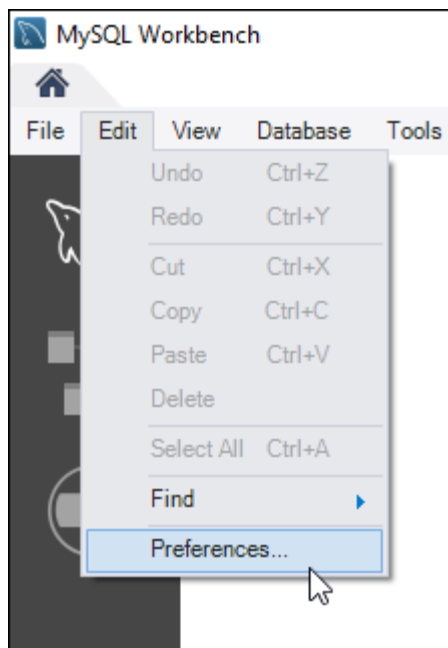 MySQL Workbench
File Edit View Database Tools
Undo Ctrl+Z
Redo Ctrl+Y
Cut Ctrl+X
Copy Ctrl+C
Paste Ctrl+V
Delete
Select All Ctrl+A
Find
Preferences...